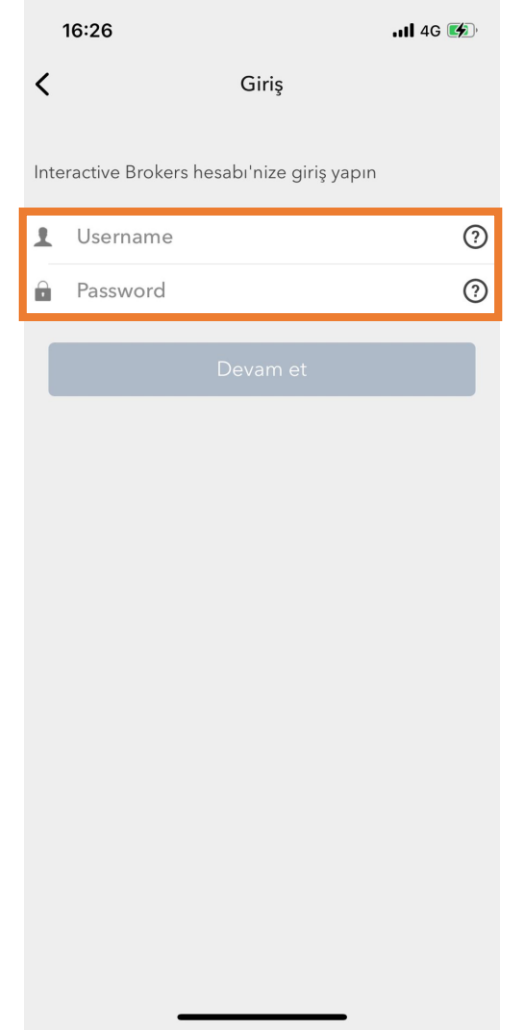 16:26
4G
Giriş
Interactive Brokers hesabı'nize giriş yapın
Username
Password
Devam et